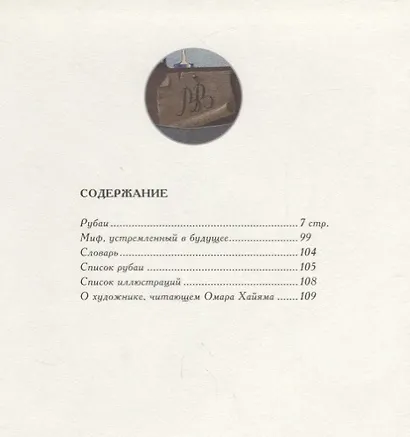 СОДЕРЖАНИЕ
Рубаи....................................................7 стр.
Миф, устремленный в будущее....................99
Словарь.................................................104
Список рубаи ..........................................105
Список иллюстраций ................................108
О художнике, читающем Омара Хайяма .......109